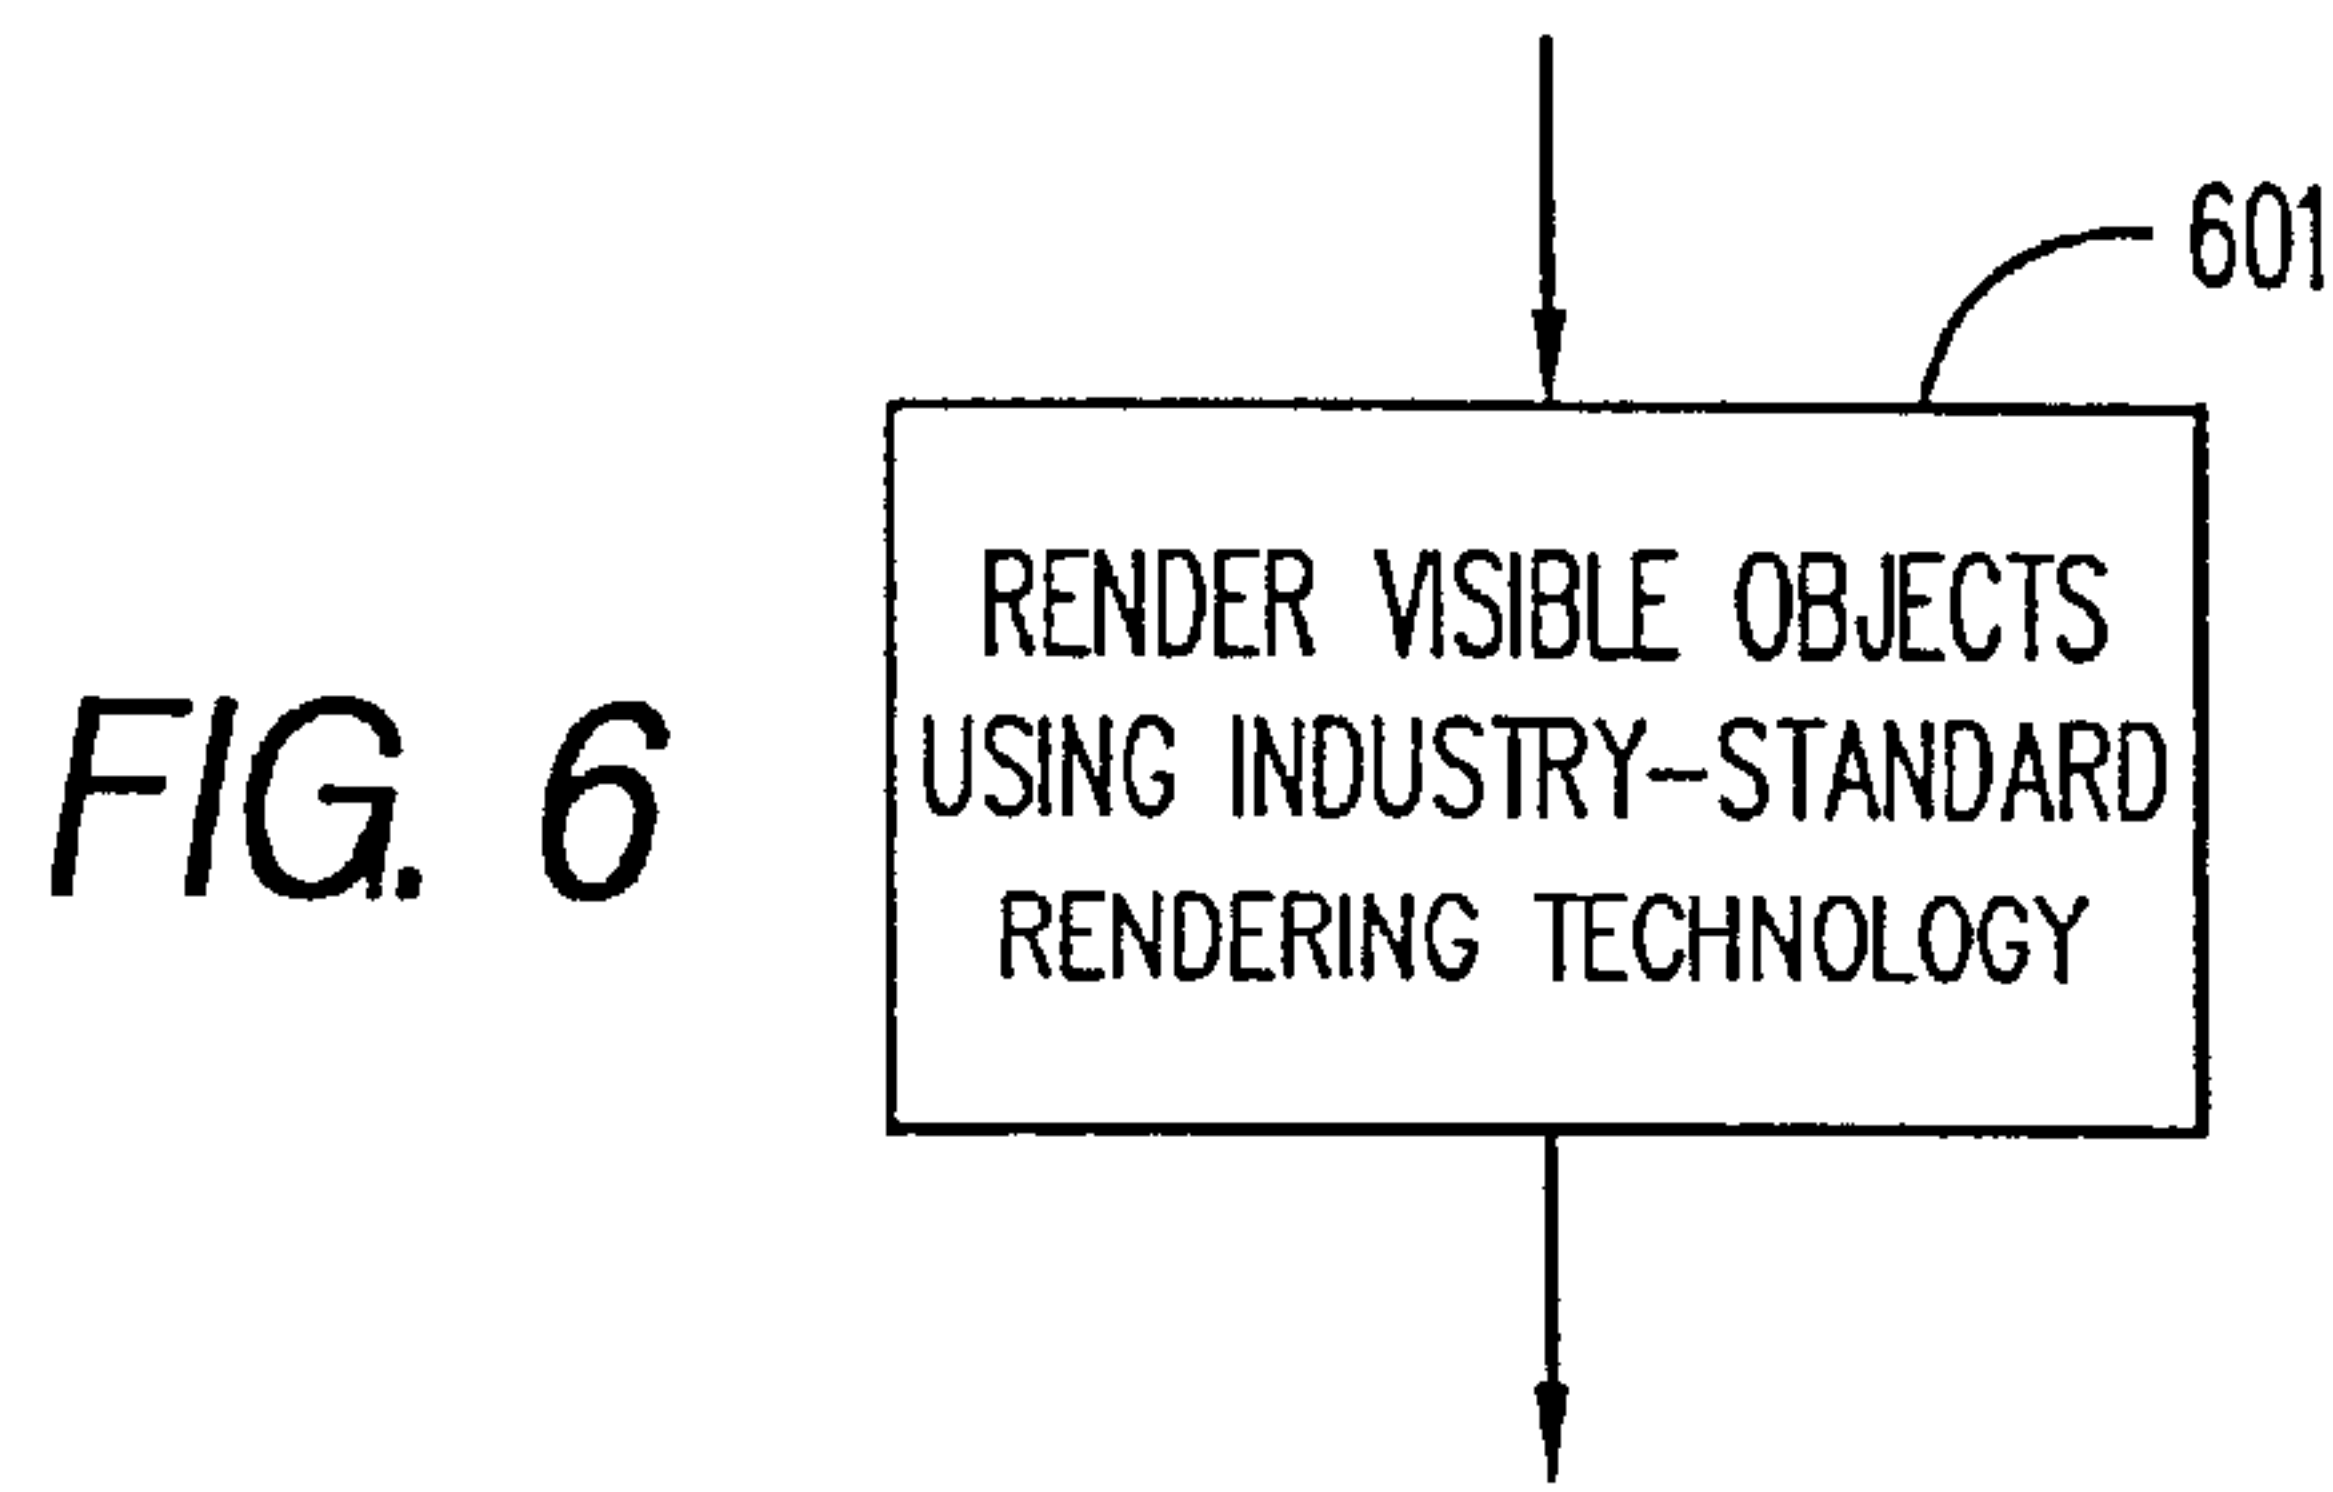 601
RENDER VISIBLE OBJECTS
USING INDUSTRY-STANDARD
RENDERING TECHNOLOGY
FIG. 6